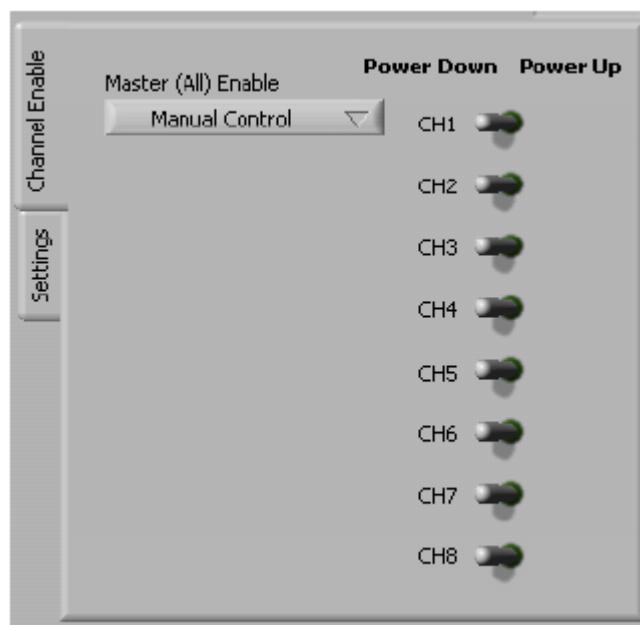 Channel Enable
Settings
Master (All) Enable
Manual Control
Power Down Power Up
CH1
CH2
CH3
CH4
CH5
CH6
CH7
CH8